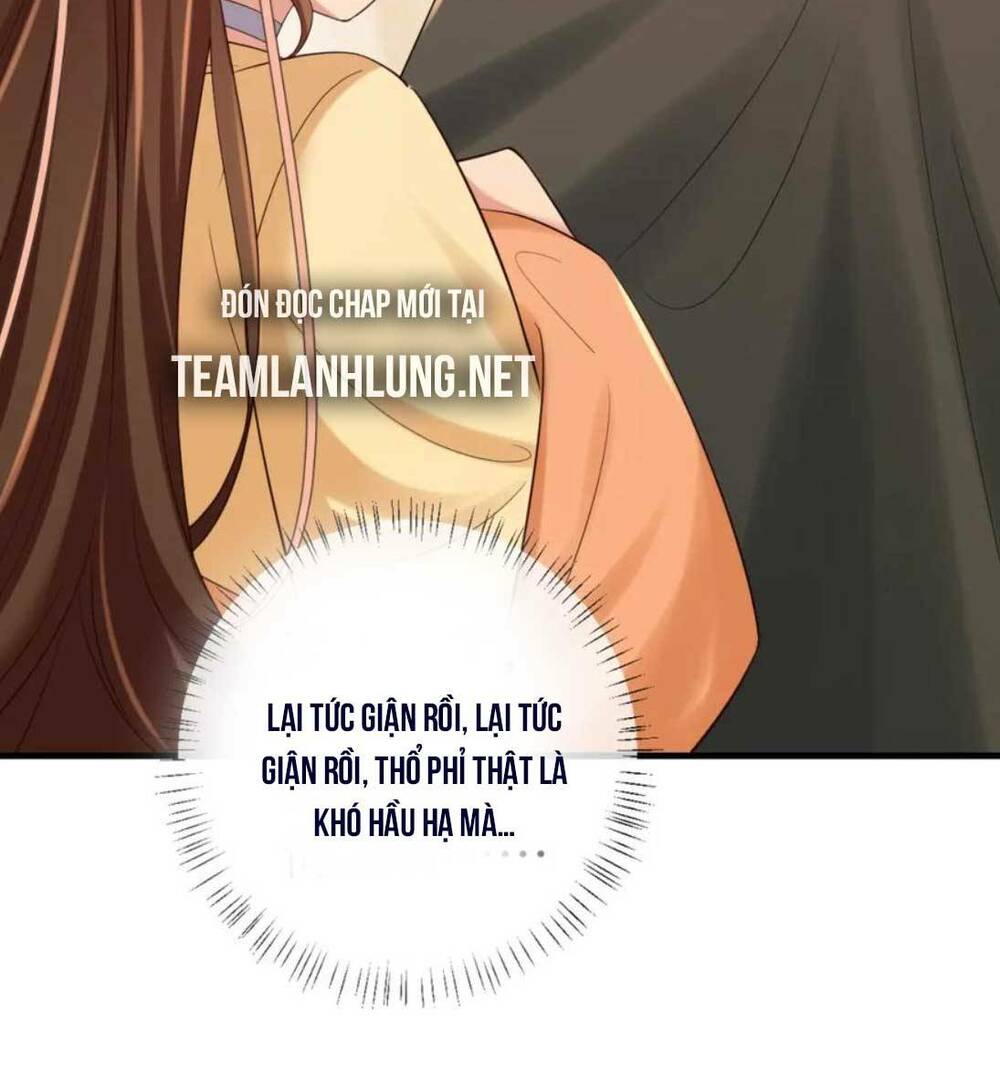 ĐÓN ĐỌC CHAP MỚI TẠI
TEAMLANHLUNG.NET
LẠI TỨC GIẬN RỒI, LẠI TỨC
GIẬN RỒI, THỔ PHỈ THẬT LÀ
KHÓ HẦU HẠ MÀ...